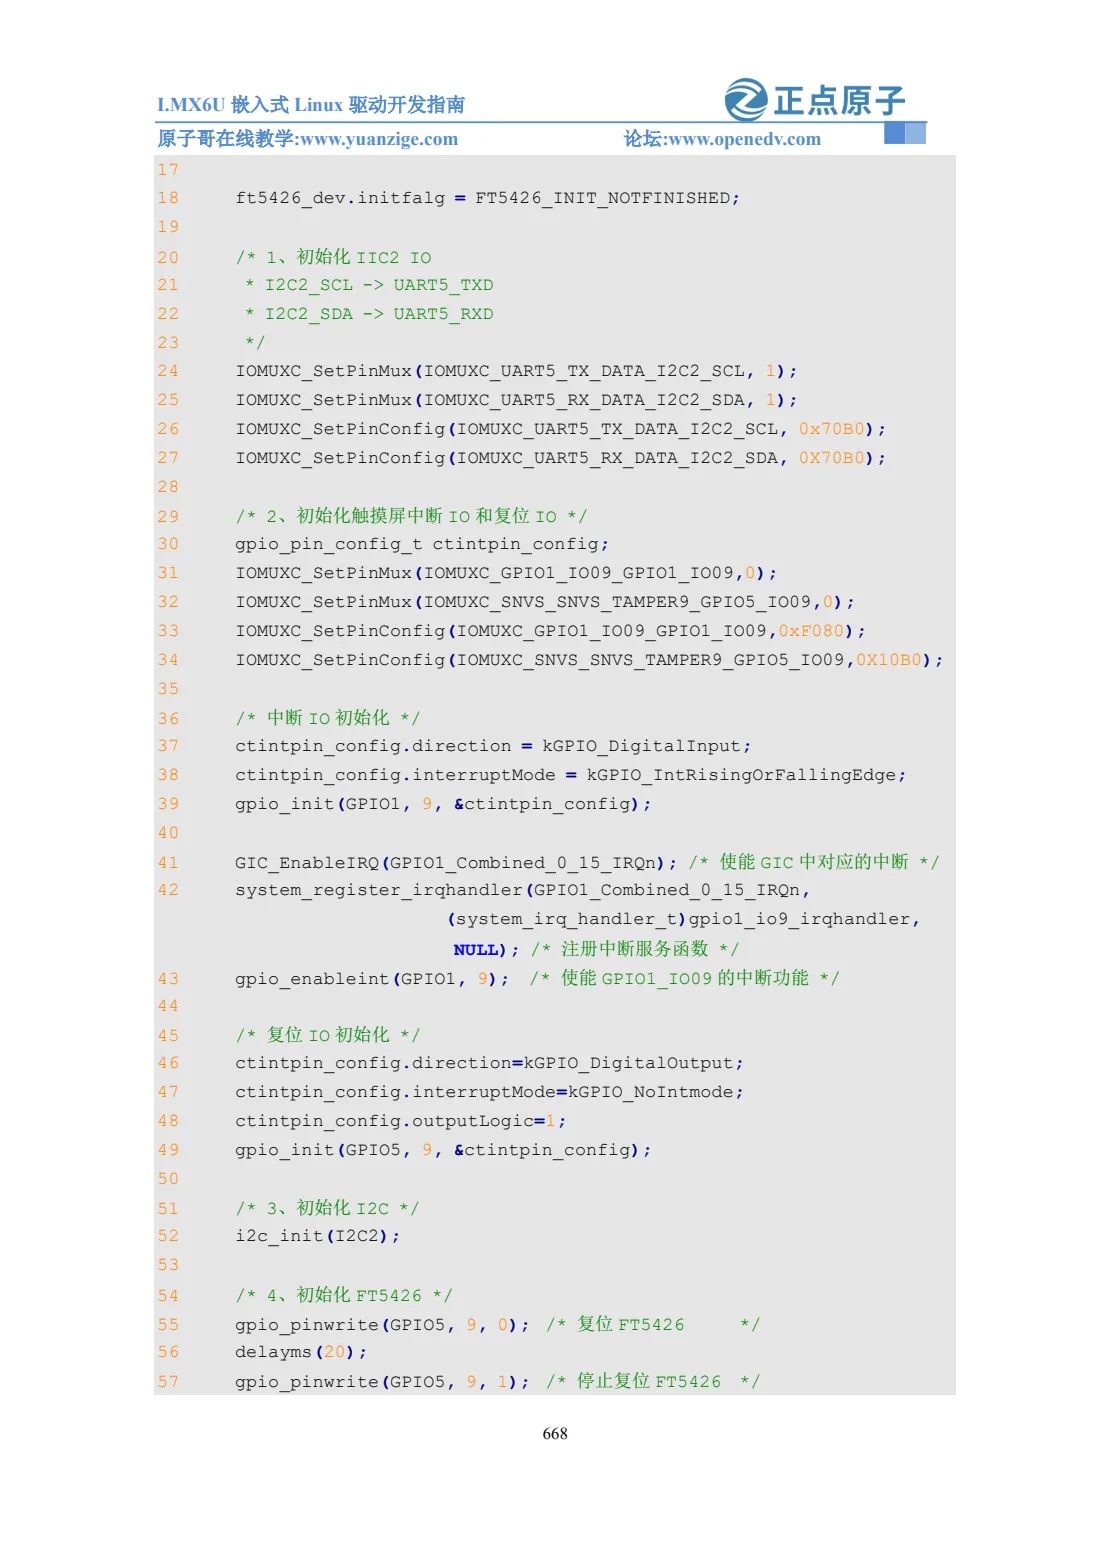 I.MX6U 嵌入式 Linux 驱动开发指南
正点原子
原子哥在线教学:www.yuanzige.com 论坛:www.openedv.com
17
18 ft5426_dev.initfalg = FT5426_INIT_NOTFINISHED;
19
20 /* 1、初始化 IIC2 IO
21 * I2C2_SCL -> UART5_TXD
22 * I2C2_SDA -> UART5_RXD
23 */
24 IOMUXC_SetPinMux(IOMUXC_UART5_TX_DATA_I2C2_SCL, 1);
25 IOMUXC_SetPinMux(IOMUXC_UART5_RX_DATA_I2C2_SDA, 1);
26 IOMUXC_SetPinConfig(IOMUXC_UART5_TX_DATA_I2C2_SCL, 0x70B0);
27 IOMUXC_SetPinConfig(IOMUXC_UART5_RX_DATA_I2C2_SDA, 0X70B0);
28
29 /* 2、初始化触摸屏中断 IO 和复位 IO */
30 gpio_pin_config_t ctintpin_config;
31 IOMUXC_SetPinMux(IOMUXC_GPIO1_IO09_GPIO1_IO09,0);
32 IOMUXC_SetPinMux(IOMUXC_SNVS_SNVS_TAMPER9_GPIO5_IO09,0);
33 IOMUXC_SetPinConfig(IOMUXC_GPIO1_IO09_GPIO1_IO09,0xF080);
34 IOMUXC_SetPinConfig(IOMUXC_SNVS_SNVS_TAMPER9_GPIO5_IO09,0X10B0);
35
36 /* 中断 IO 初始化 */
37 ctintpin_config.direction = kGPIO_DigitalInput;
38 ctintpin_config.interruptMode = kGPIO_IntRisingOrFallingEdge;
39 gpio_init(GPIO1, 9, &ctintpin_config);
40
41 GIC_EnableIRQ(GPIO1_Combined_0_15_IRQn); /* 使能 GIC 中对应的中断 */
42 system_register_irqhandler(GPIO1_Combined_0_15_IRQn,
(system_irq_handler_t)gpio1_io9_irqhandler,
NULL); /* 注册中断服务函数 */
43 gpio_enableint(GPIO1, 9); /* 使能 GPIO1_IO09 的中断功能 */
44
45 /* 复位 IO 初始化 */
46 ctintpin_config.direction=kGPIO_DigitalOutput;
47 ctintpin_config.interruptMode=kGPIO_NoIntmode;
48 ctintpin_config.outputLogic=1;
49 gpio_init(GPIO5, 9, &ctintpin_config);
50
51 /* 3、初始化 I2C */
52 i2c_init(I2C2);
53
54 /* 4、初始化 FT5426 */
55 gpio_pinwrite(GPIO5, 9, 0); /* 复位 FT5426 */
56 delayms(20);
57 gpio_pinwrite(GPIO5, 9, 1); /* 停止复位 FT5426 */
668